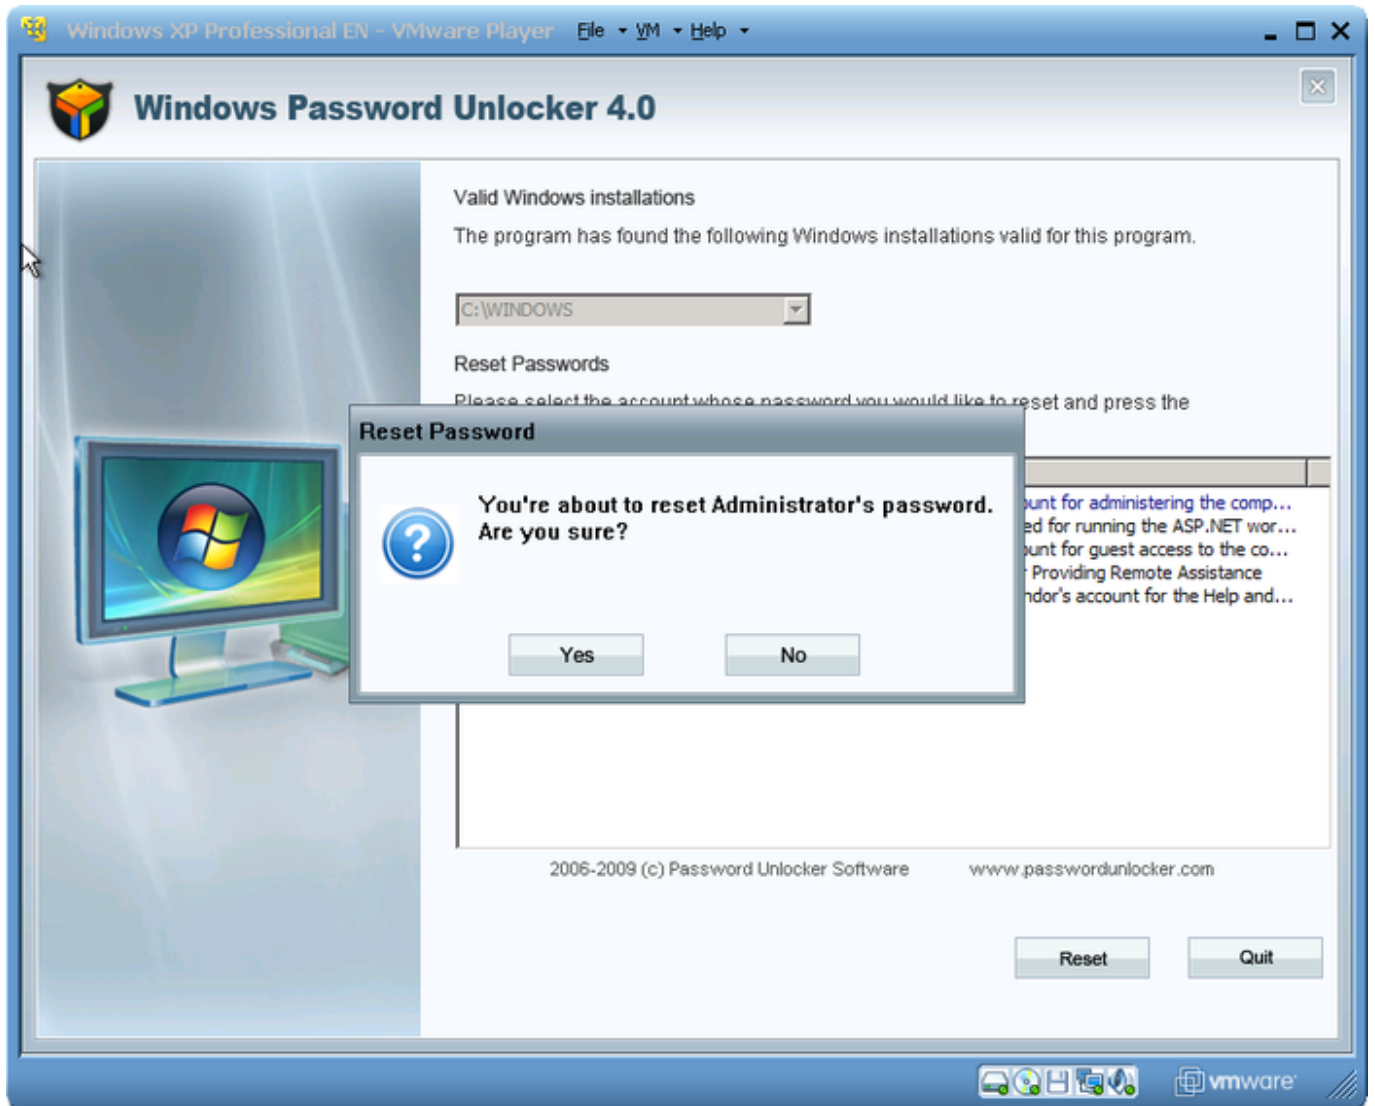 Windows XP Professional EN - VMware Player File VM Help
Windows Password Unlocker 4.0
Valid Windows installations
The program has found the following Windows installations valid for this program.
C:\WINDOWS
Reset Passwords
Please select the account whose password you would like to reset and press the
Reset Password
You're about to reset Administrator's password.
Are you sure?
Yes No
for administering the comp...
for running the ASP.NET wor...
for guest access to the co...
Providing Remote Assistance
account for the Help and...
2006-2009 (c) Password Unlocker Software www.passwordunlocker.com
Reset Quit
vmware